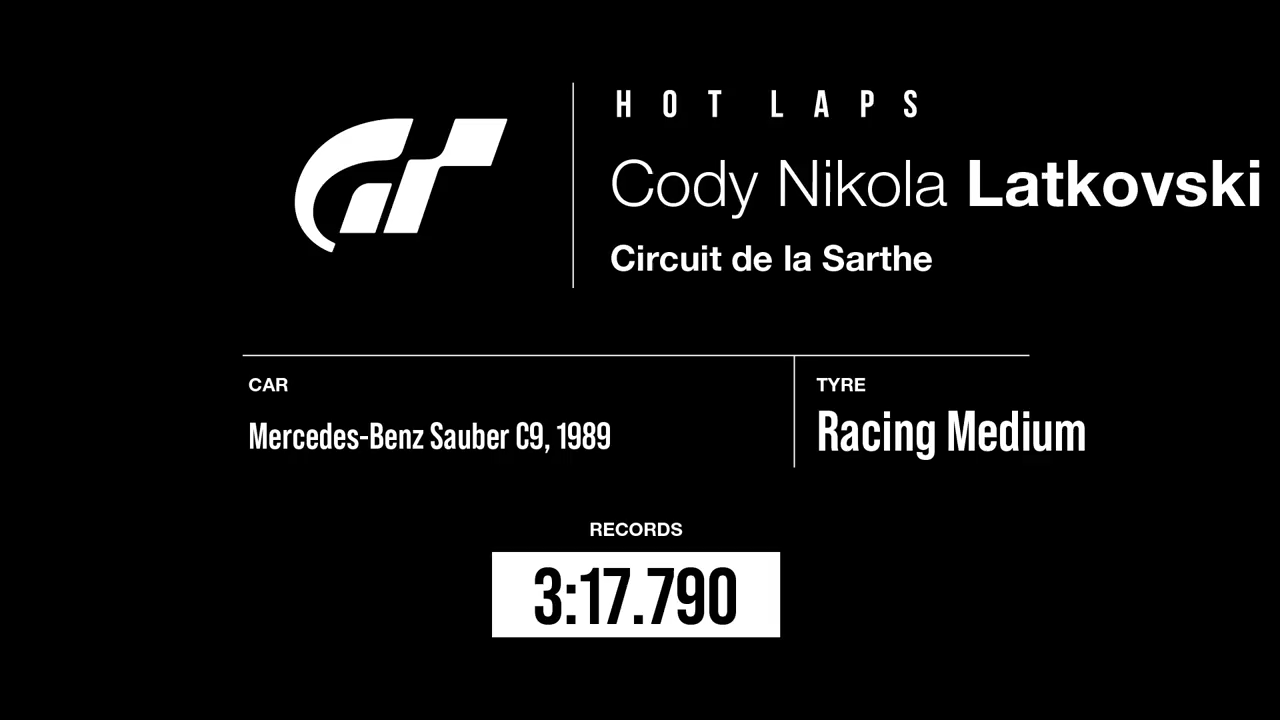 HOT LAPS
Cody Nikola Latkovski
Circuit de la Sarthe
CAR
Mercedes-Benz Sauber C9, 1989
TYRE
Racing Medium
RECORDS
3:17.790